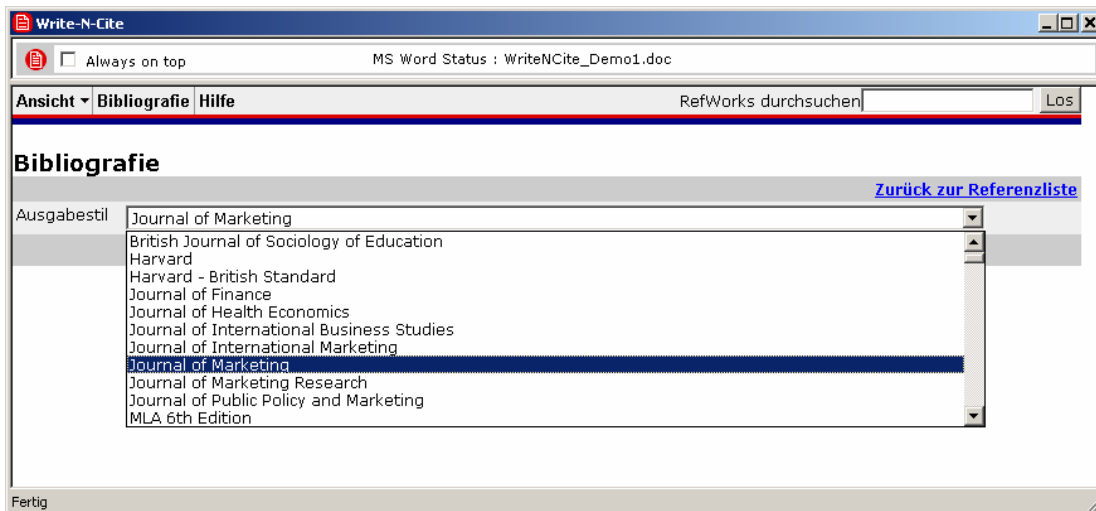 Write-N-Cite
Always on top MS Word Status : WriteNCite_Demo1.doc
Ansicht Bibliografie Hilfe RefWorks durchsuchen Los
Bibliografie
Zurück zur Referenzliste
Ausgabestil Journal of Marketing
British Journal of Sociology of Education
Harvard
Harvard - British Standard
Journal of Finance
Journal of Health Economics
Journal of International Business Studies
Journal of International Marketing
Journal of Marketing
Journal of Marketing Research
Journal of Public Policy and Marketing
MLA 6th Edition
Fertig